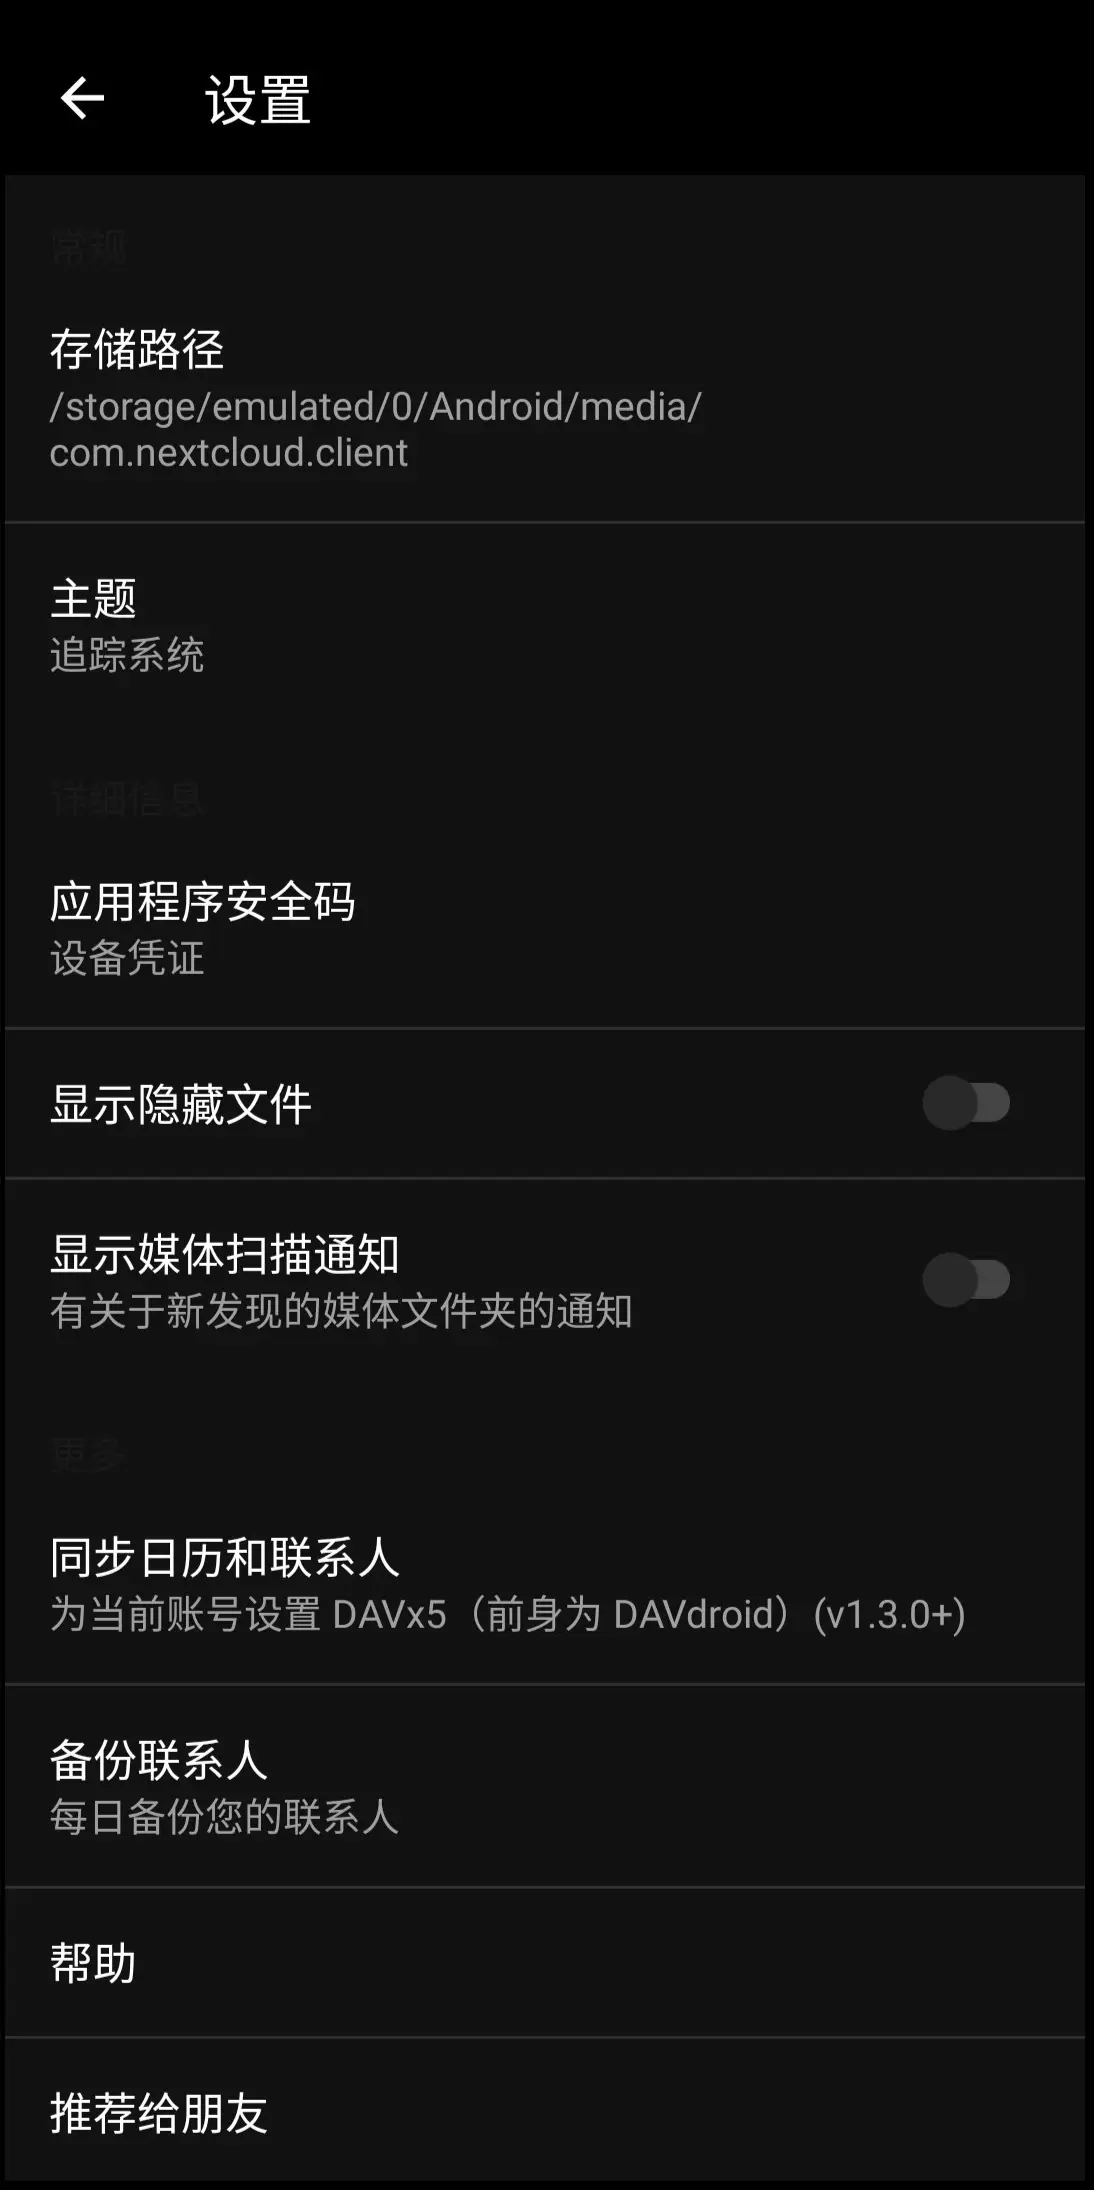 设置
常规
存储路径
/storage/emulated/0/Android/media/
com.nextcloud.client
主题
追踪系统
详细信息
应用程序安全码
设备凭证
显示隐藏文件
显示媒体扫描通知
有关于新发现的媒体文件夹的通知
更多
同步日历和联系人
为当前账号设置 DAVx5（前身为 DAVdroid）(v1.3.0+)
备份联系人
每日备份您的联系人
帮助
推荐给朋友